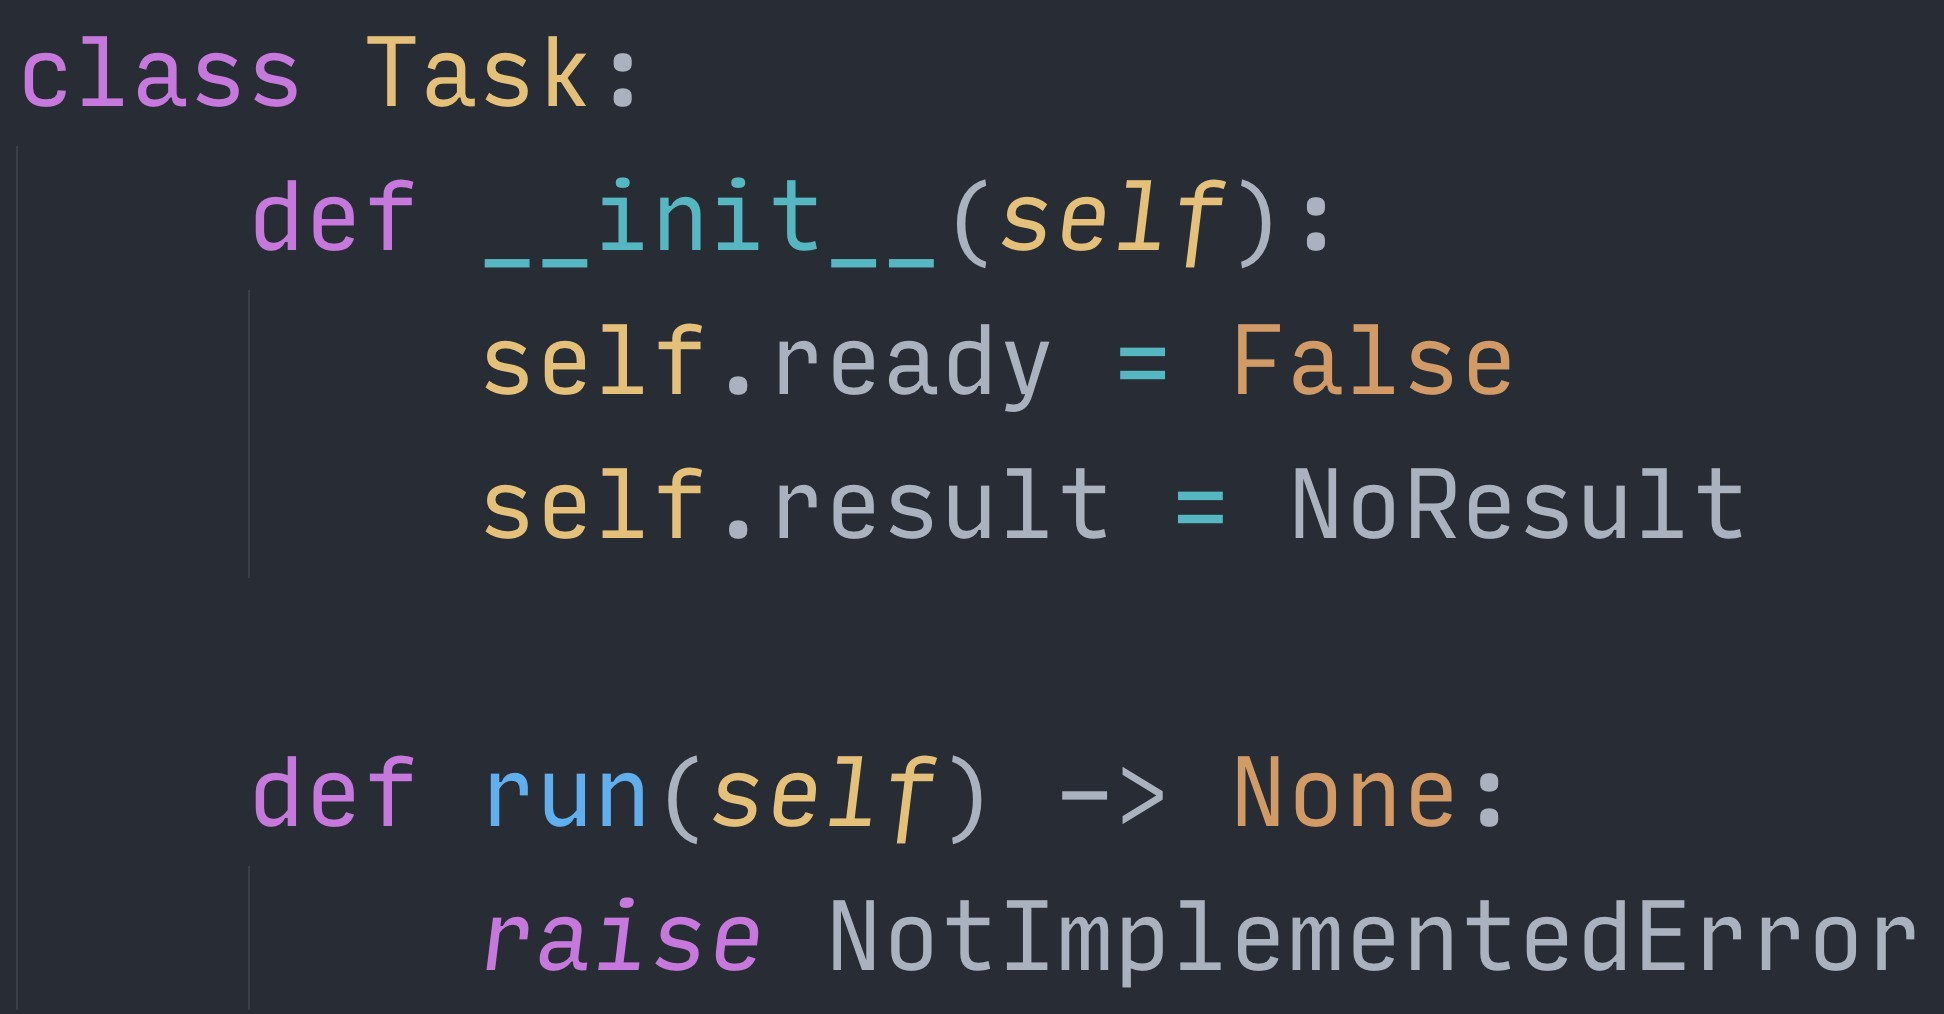 class Task:
    def __init__(self):
        self.ready = False
        self.result = NoResult

    def run(self) -> None:
        raise NotImplementedError